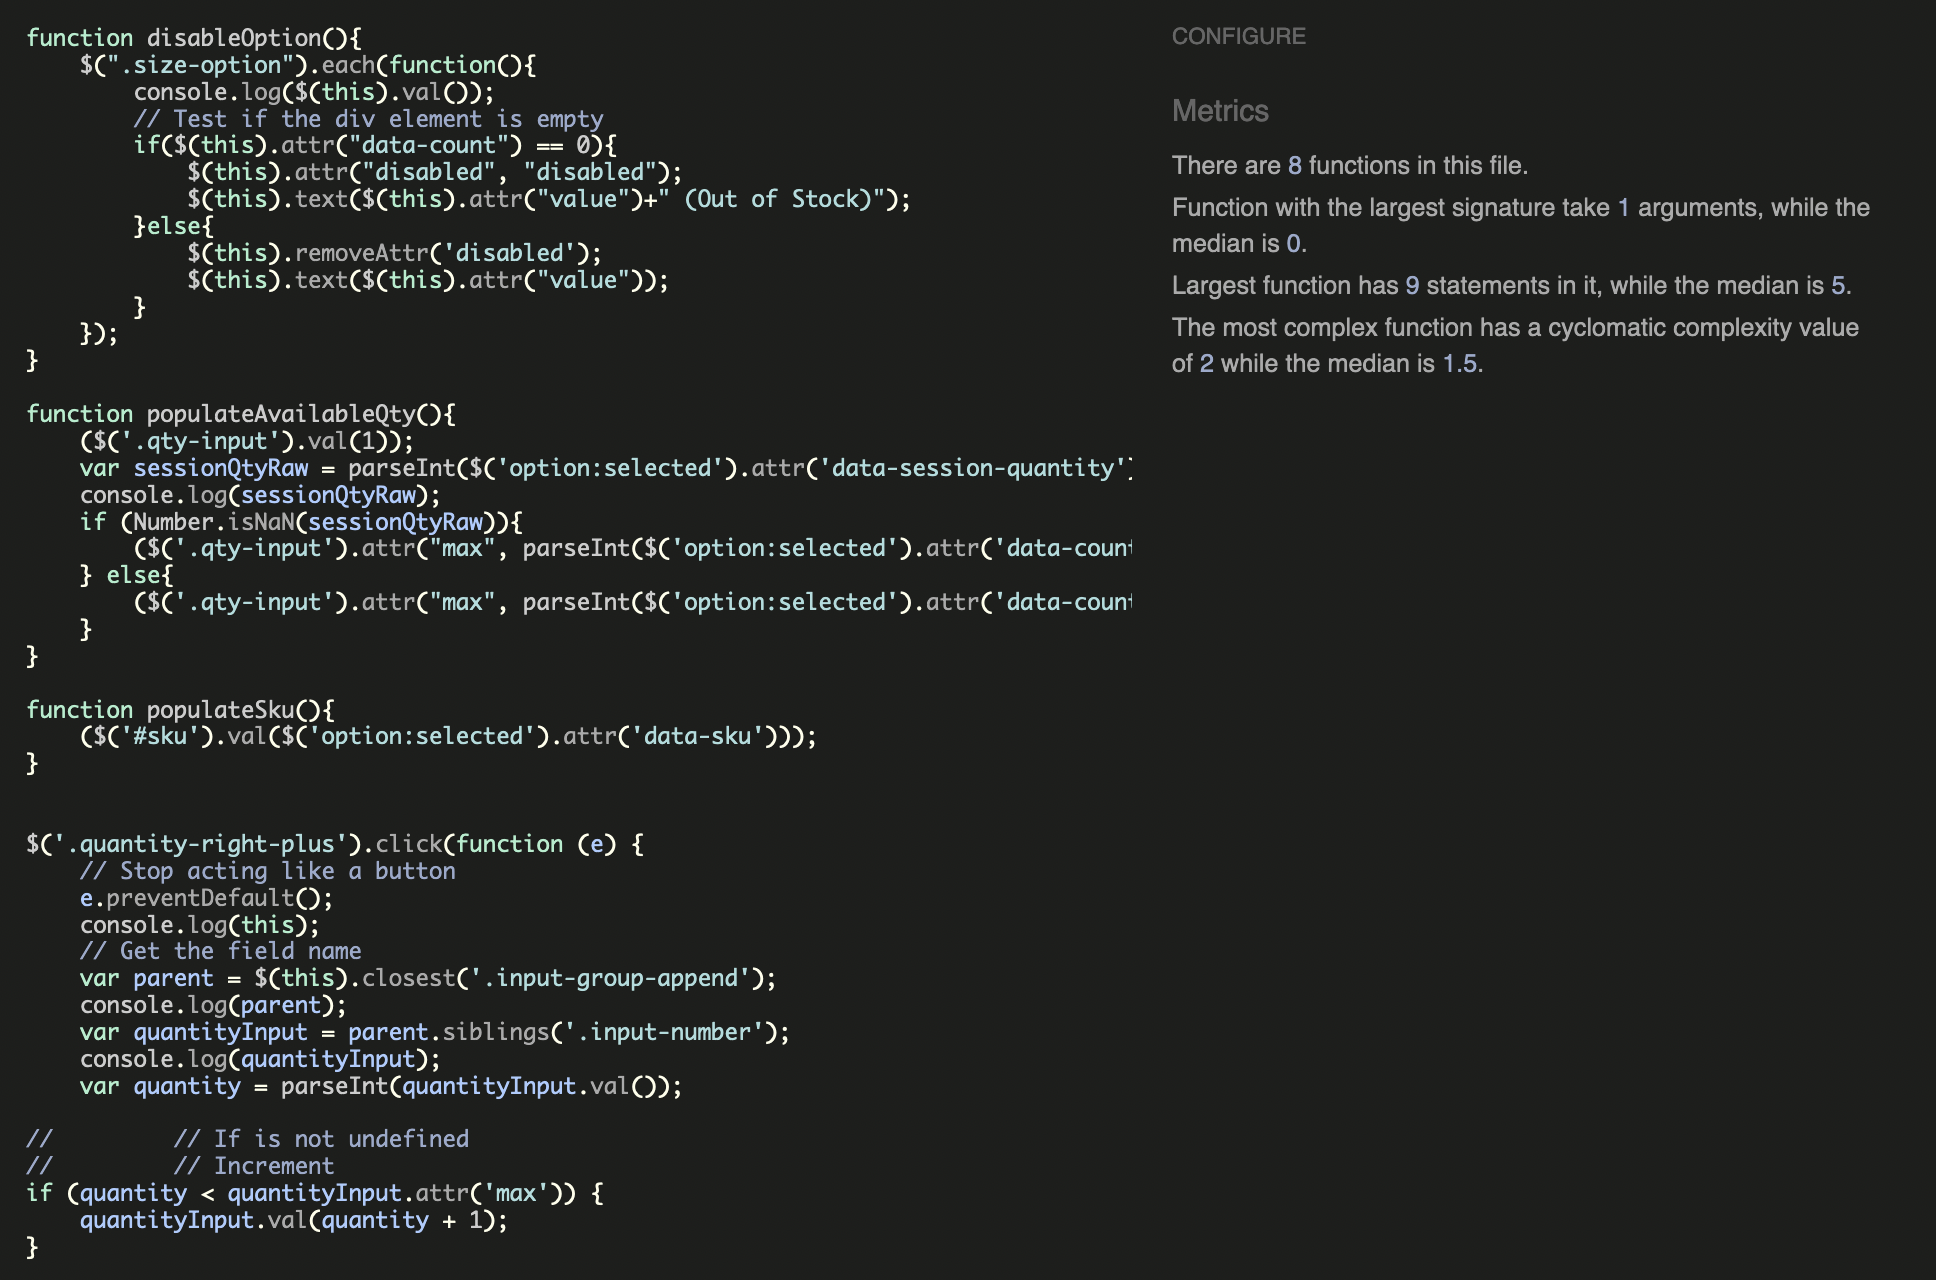 function disableOption(){
    $(".size-option").each(function(){
        console.log($(this).val());
        // Test if the div element is empty
        if($(this).attr("data-count") == 0){
            $(this).attr("disabled", "disabled");
            $(this).text($(this).attr("value")+" (Out of Stock)");
        }else{
            $(this).removeAttr('disabled');
            $(this).text($(this).attr("value"));
        }
    });
}

function populateAvailableQty(){
    ($('.qty-input').val(1));
    var sessionQtyRaw = parseInt($('option:selected').attr('data-session-quantity')
    console.log(sessionQtyRaw);
    if (Number.isNaN(sessionQtyRaw)){
        ($('.qty-input').attr("max", parseInt($('option:selected').attr('data-count
    } else{
        ($('.qty-input').attr("max", parseInt($('option:selected').attr('data-count
    }
}

function populateSku(){
    ($('#sku').val($('option:selected').attr('data-sku')));
}


$('.quantity-right-plus').click(function (e) {
    // Stop acting like a button
    e.preventDefault();
    console.log(this);
    // Get the field name
    var parent = $(this).closest('.input-group-append');
    console.log(parent);
    var quantityInput = parent.siblings('.input-number');
    console.log(quantityInput);
    var quantity = parseInt(quantityInput.val());

//         // If is not undefined
//         // Increment
if (quantity < quantityInput.attr('max')) {
    quantityInput.val(quantity + 1);
}
CONFIGURE
Metrics
There are 8 functions in this file.
Function with the largest signature take 1 arguments, while the
median is 0.
Largest function has 9 statements in it, while the median is 5.
The most complex function has a cyclomatic complexity value
of 2 while the median is 1.5.